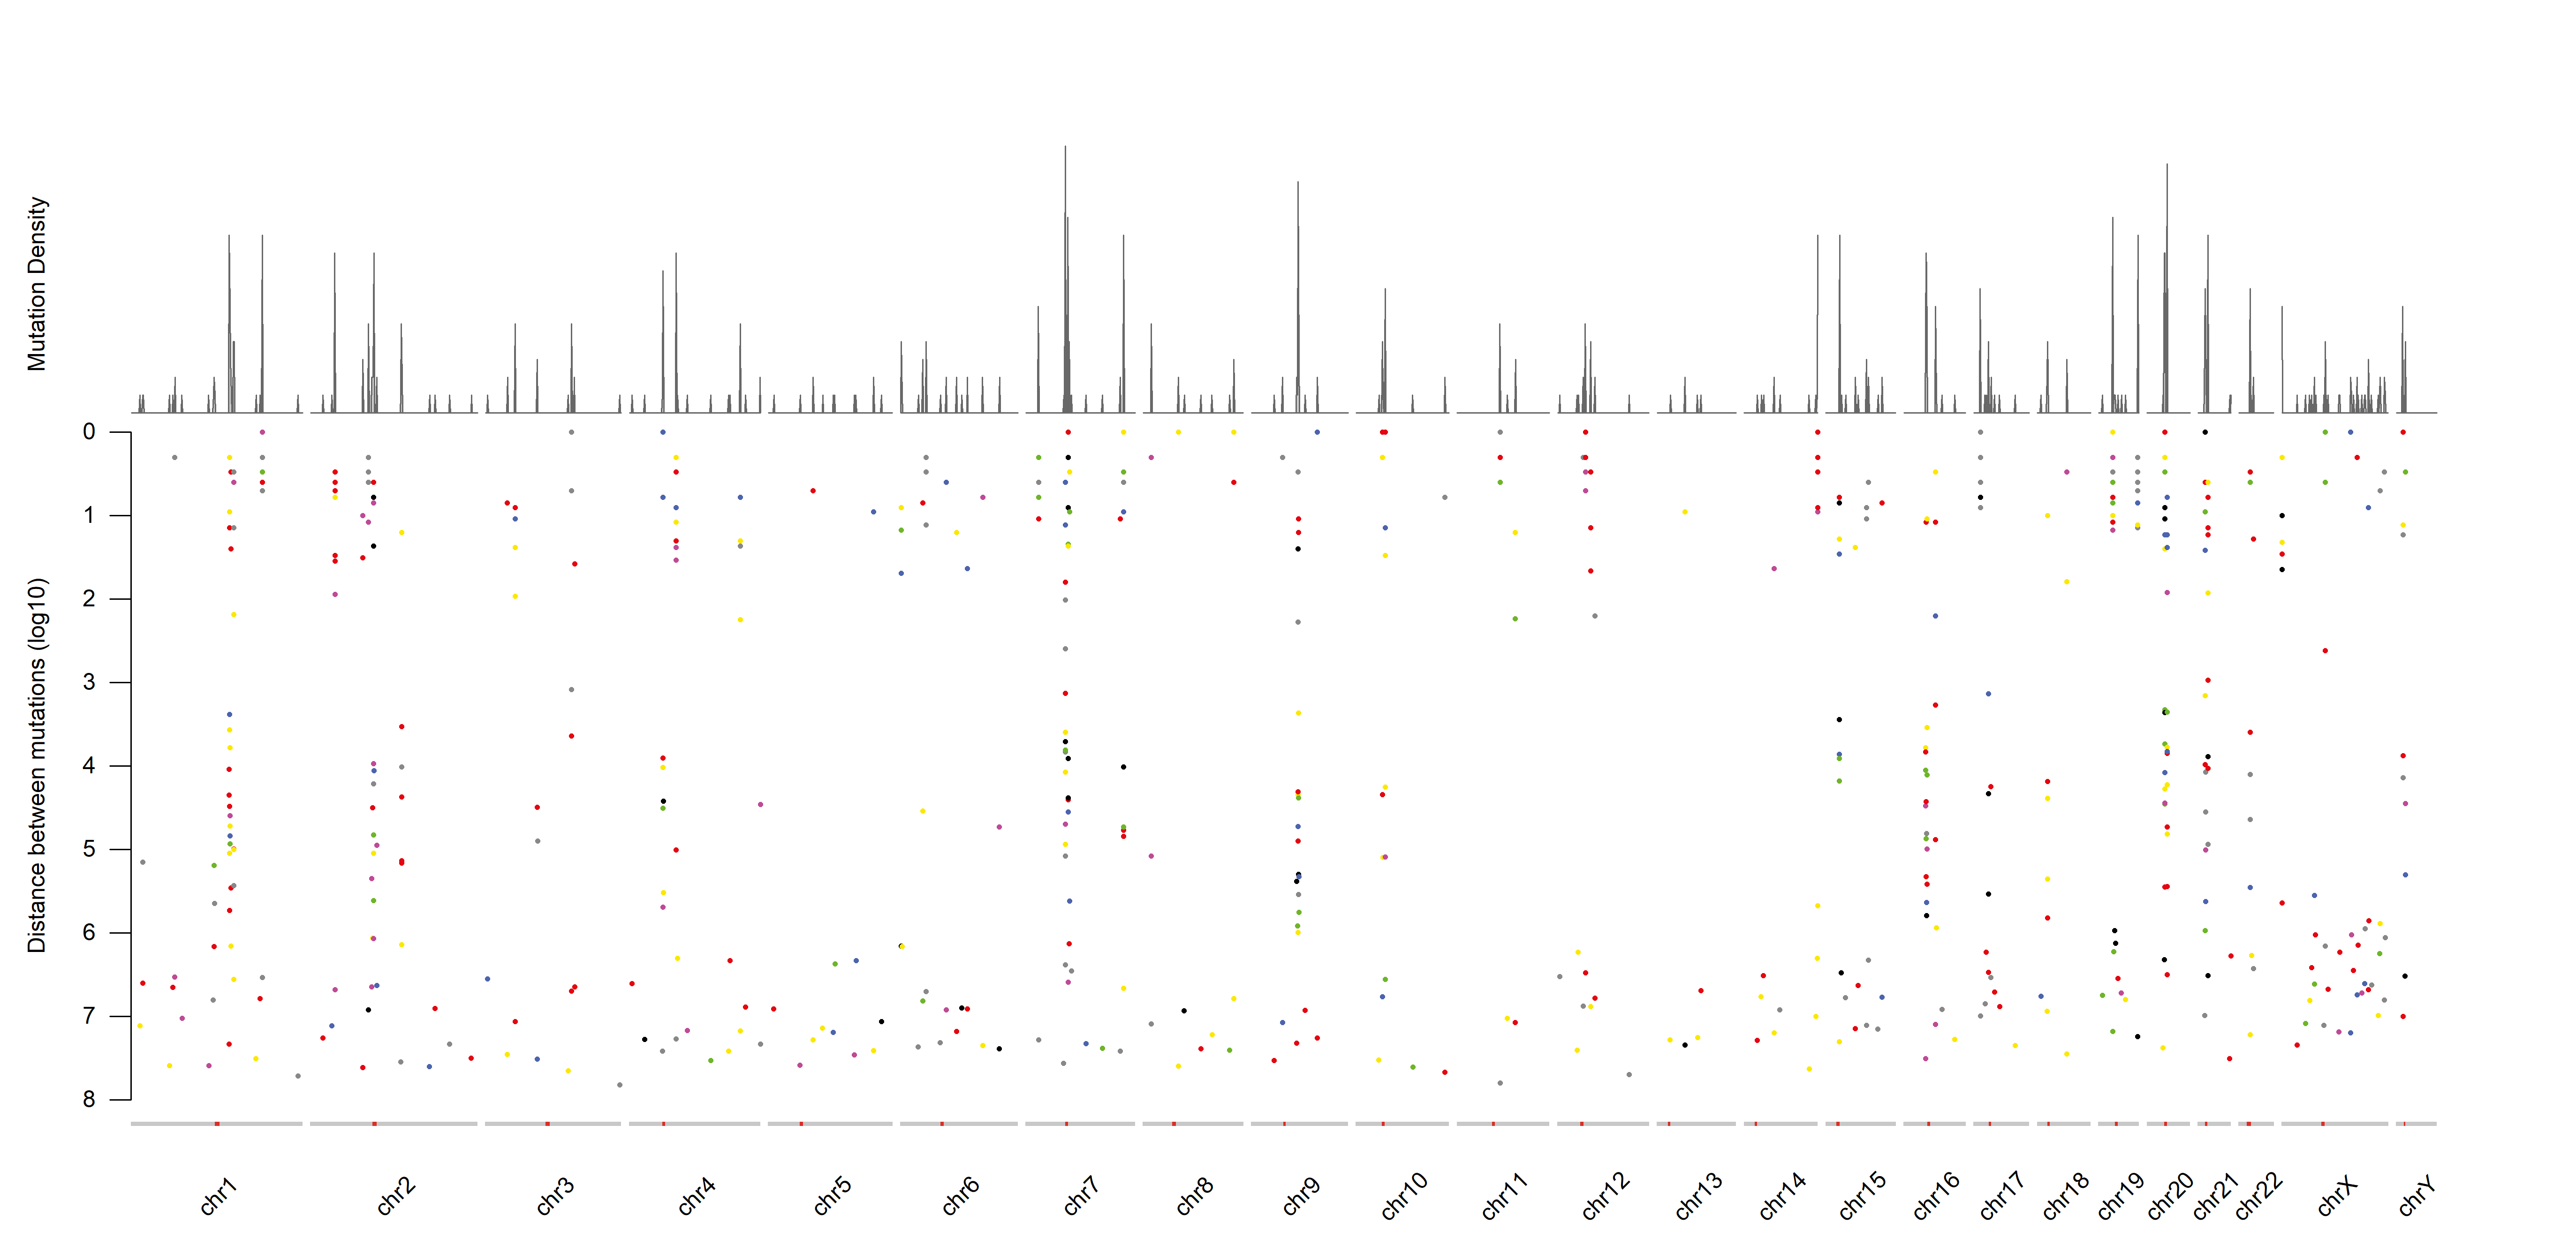 Mutation Density
Distance between mutations (log10)
0
1
2
3
4
5
6
7
8
chr1
chr2
chr3
chr4
chr5
chr6
chr7
chr8
chr9
chr10
chr11
chr12
chr13
chr14
chr15
chr16
chr17
chr18
chr19
chr20
chr21
chr22
chrX
chrY